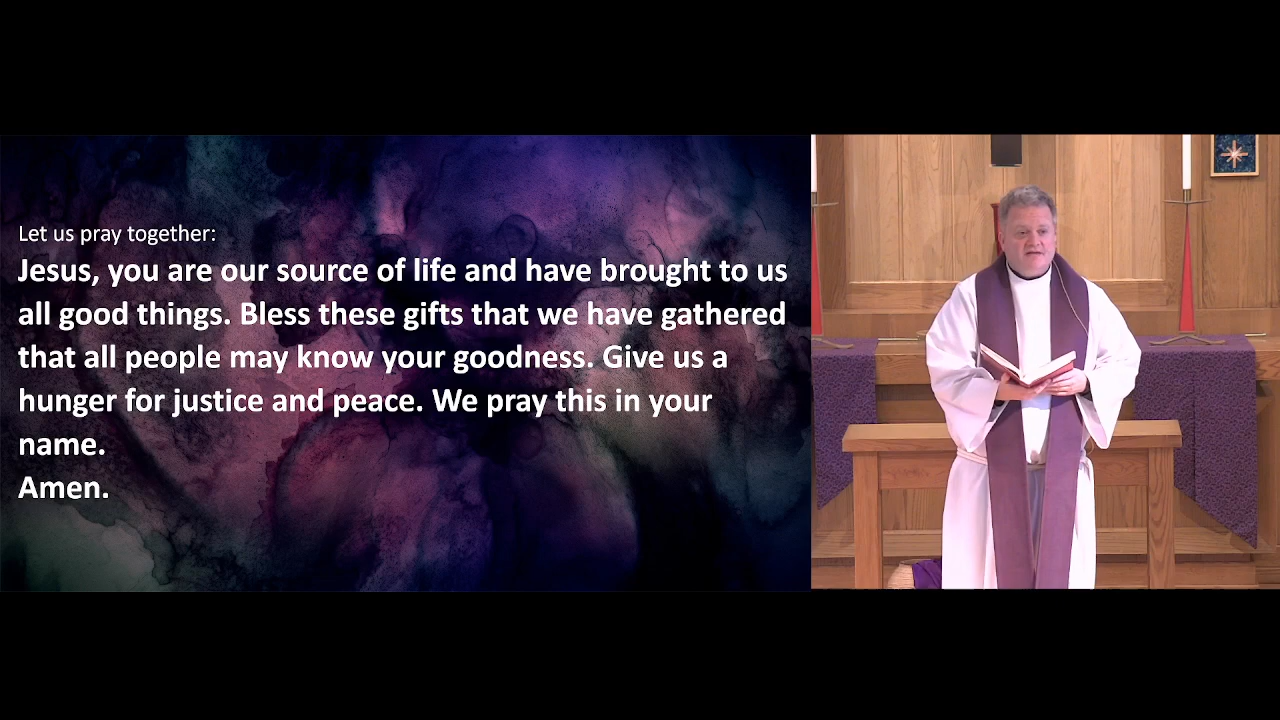 Let us pray together:
Jesus, you are our source of life and have brought to us
all good things. Bless these gifts that we have gathered
that all people may know your goodness. Give us a
hunger for justice and peace. We pray this in your
name.
Amen.